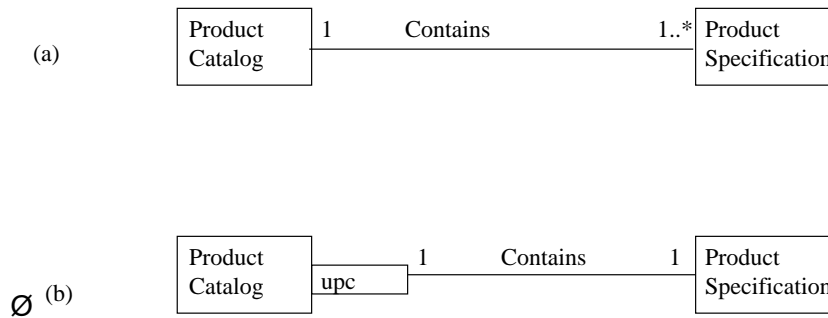 (a)
Product
Catalog
1 Contains 1..*
Product
Specification
Ø (b)
Product
Catalog
upc
1 Contains 1
Product
Specification